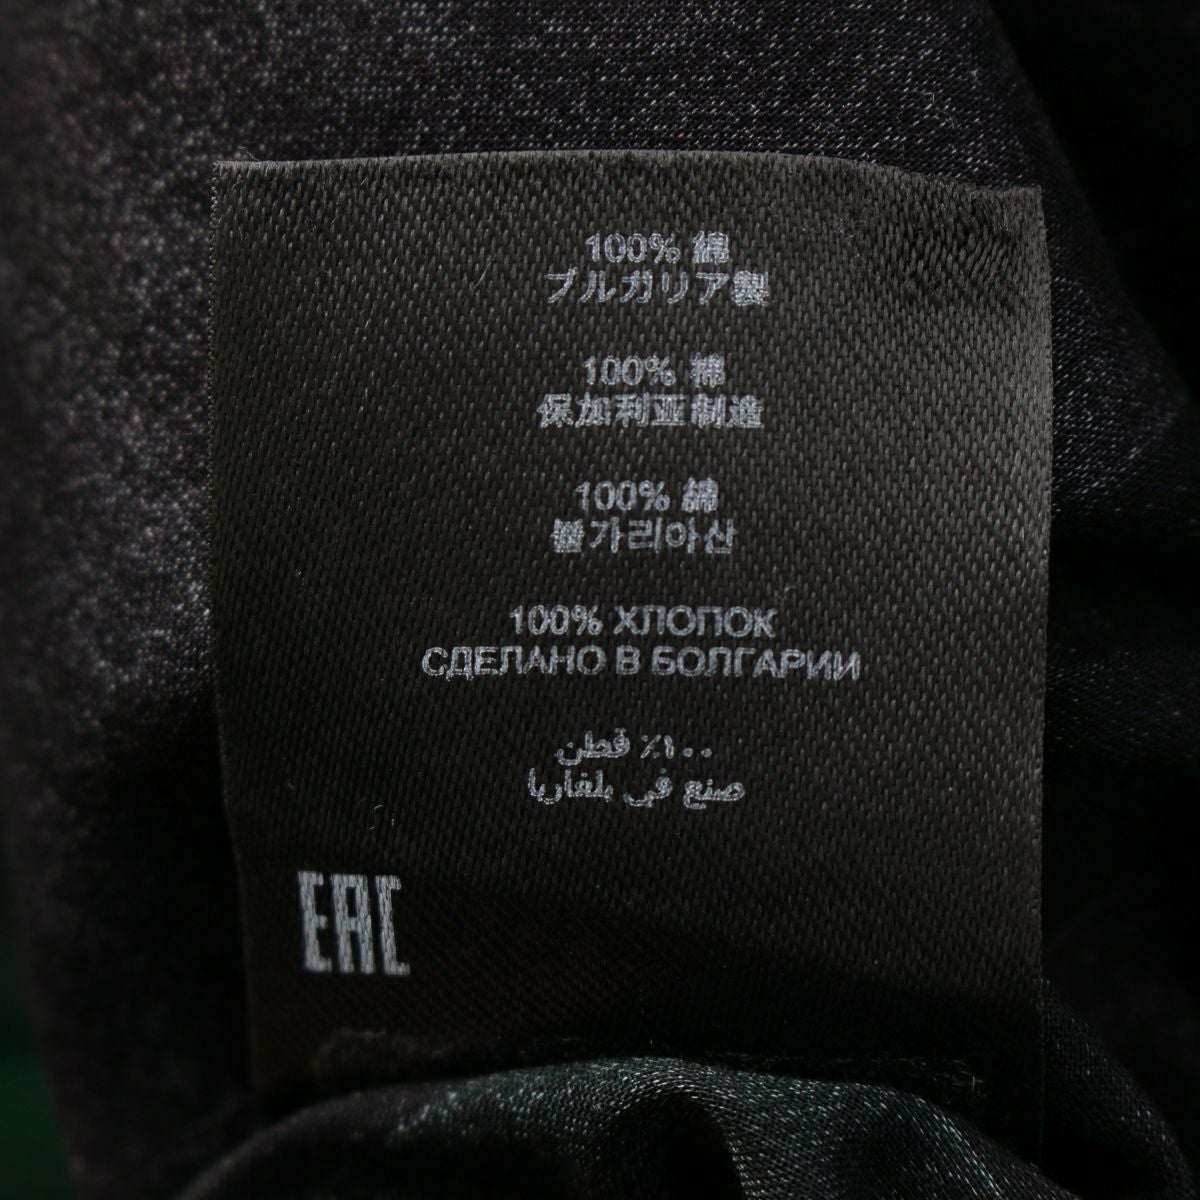 100% 綿
ブルガリア製
100% 棉
保加利亚制造
100% 綿
불가리아산
100% ХЛОПОК
СДЕЛАНО В БОЛГАРИИ
١٠٠٪ قطن
صنع في بلغاريا
EAC